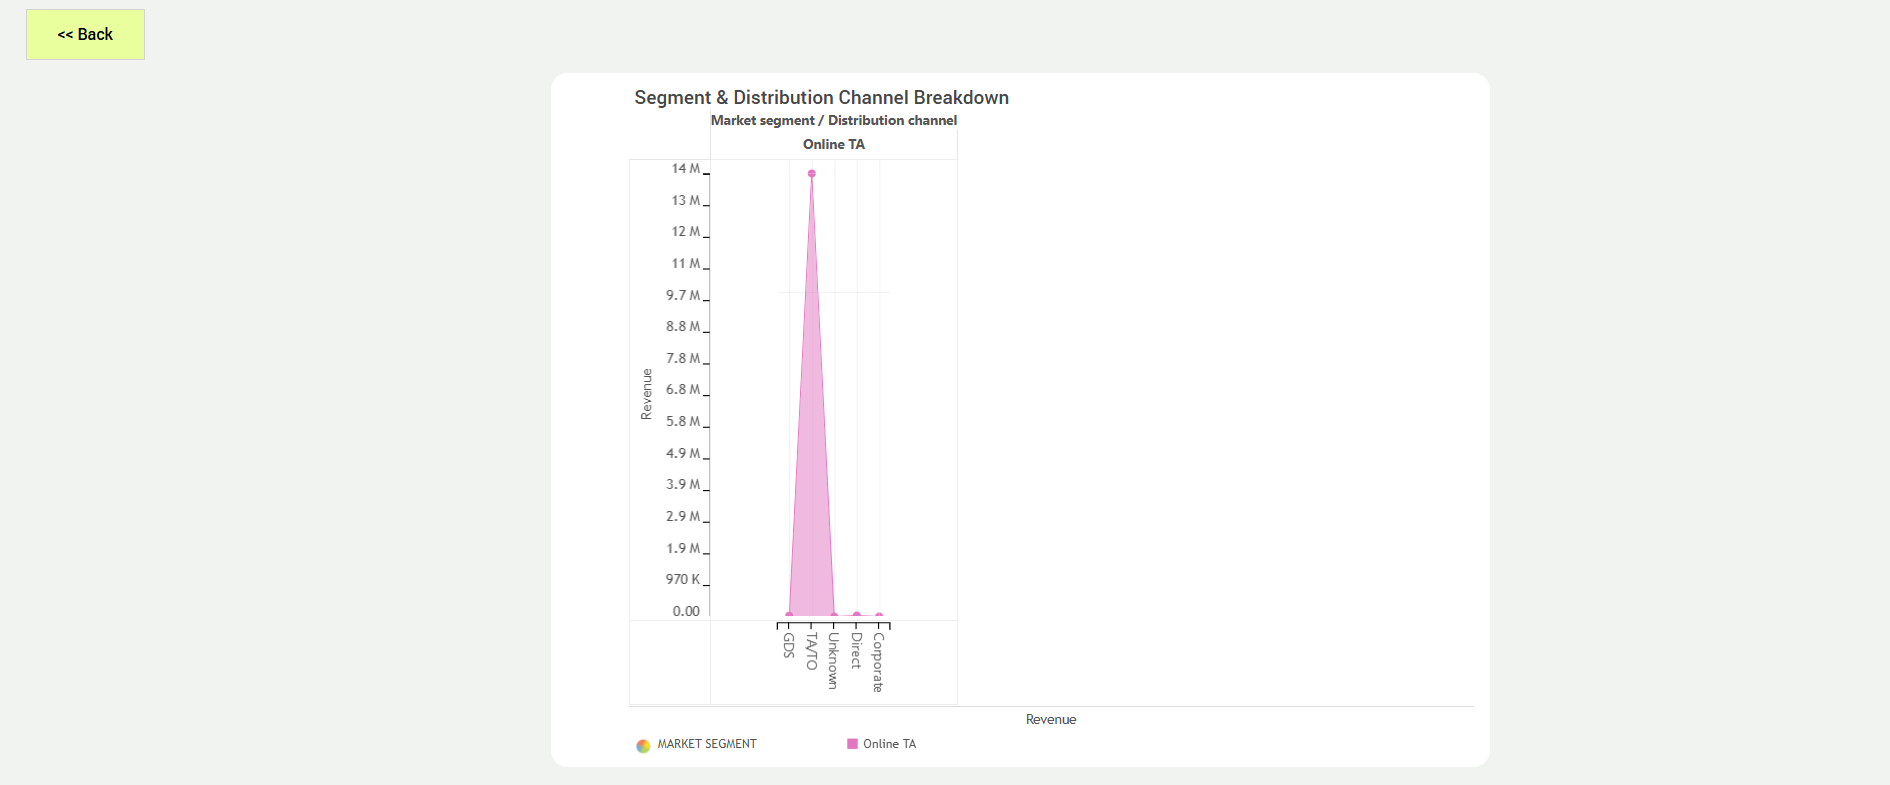 << Back
Segment & Distribution Channel Breakdown
Market segment / Distribution channel
Online TA
14 M
13 M
12 M
11 M
9.7 M
8.8 M
7.8 M
6.8 M
5.8 M
4.9 M
3.9 M
2.9 M
1.9 M
970 K
0.00
Revenue
GDS
TA/TO
Unknown
Direct
Corporate
Revenue
MARKET SEGMENT
Online TA